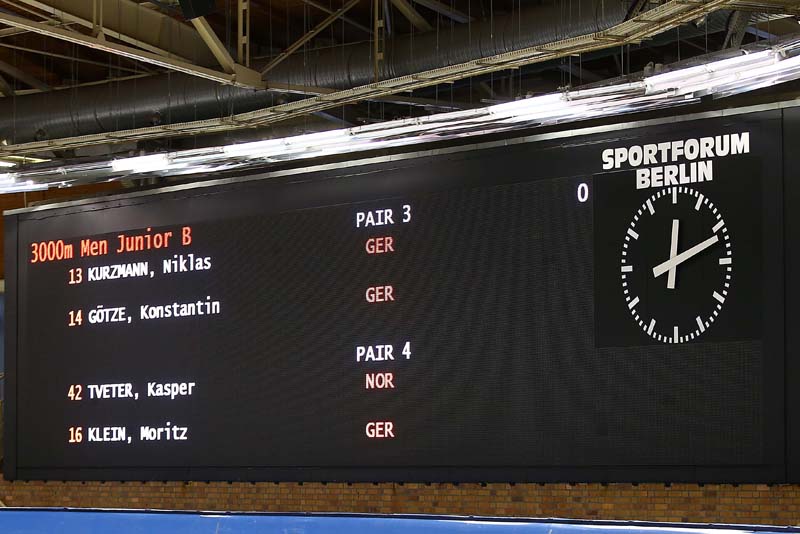 SPORTFORUM
BERLIN
PAIR 3 0
3000m Men Junior B GER
13 KURZMANN, Niklas
14 GÖTZE, Konstantin GER
PAIR 4
42 TVETER, Kasper NOR
16 KLEIN, Moritz GER